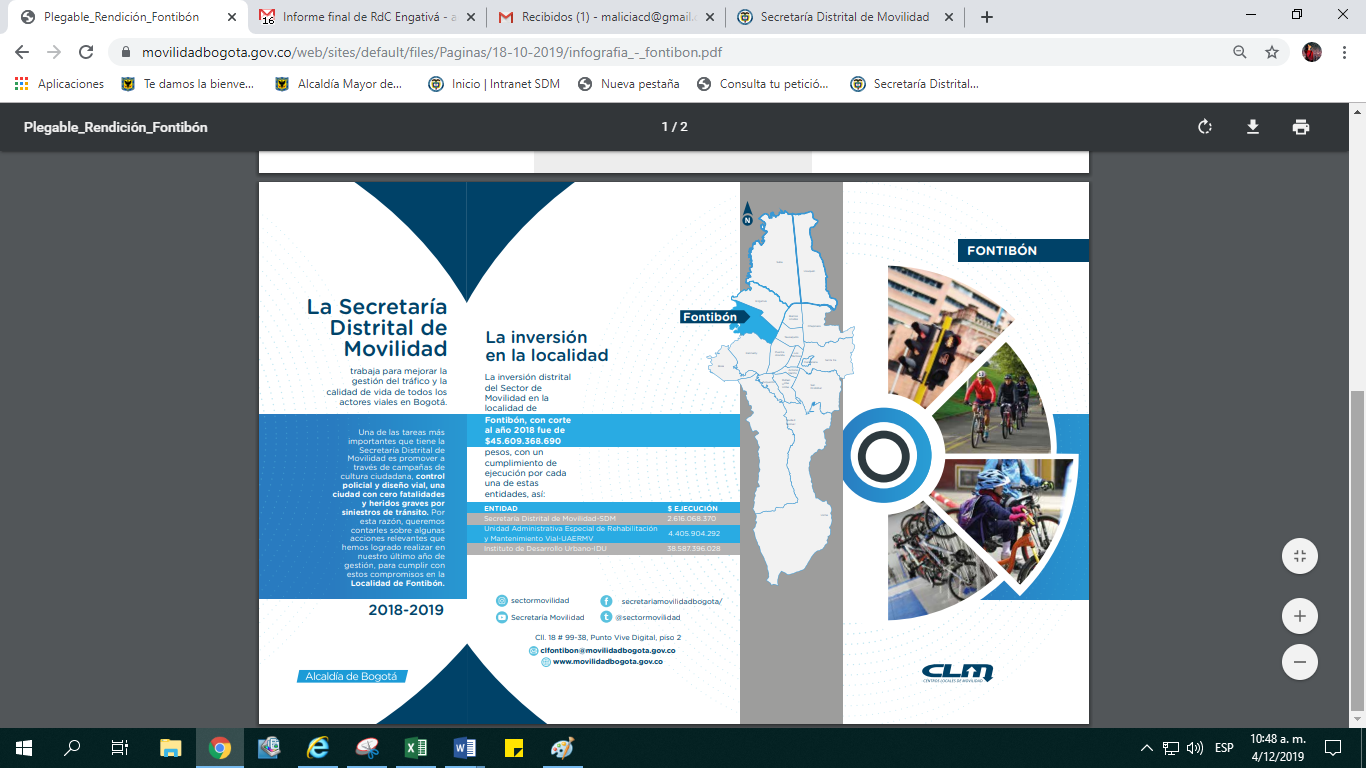 Plegable_Rendición_Fontibón
16
Informe final de RdC Engativá - a
Recibidos (1) - maliciacd@gmail.c
Secretaría Distrital de Movilidad
movilidadbogota.gov.co/web/sites/default/files/Paginas/18-10-2019/infografia_-_fontibon.pdf
Aplicaciones
Te damos la bienve...
Alcaldía Mayor de...
Inicio | Intranet SDM
Nueva pestaña
Consulta tu petició...
Secretaría Distrital...
Plegable_Rendición_Fontibón
1 / 2
La Secretaría
Distrital de
Movilidad
trabaja para mejorar la
gestión del tráfico y la
calidad de vida de todos los
actores viales en Bogotá.
Una de las tareas más
importantes que tiene la
Secretaría Distrital de
Movilidad es promover a
través de campañas de
cultura ciudadana, control
policial y diseño vial, una
ciudad con cero fatalidades
y heridos graves por
siniestros de tránsito. Por
esta razón, queremos
contarles sobre algunas
acciones relevantes que
hemos logrado realizar en
nuestro último año de
gestión, para cumplir con
estos compromisos en la
Localidad de Fontibón.
2018-2019
Alcaldía de Bogotá
La inversión
en la localidad
La inversión distrital
del Sector de
Movilidad en la
localidad de
Fontibón, con corte
al año 2018 fue de
$45.609.368.690
pesos, con un
cumplimiento de
ejecución por cada
una de estas
entidades, así:
ENTIDAD $ EJECUCIÓN
Secretaría Distrital de Movilidad-SDM 2.616.068.370
Unidad Administrativa Especial de Rehabilitación
y Mantenimiento Vial-UAERMV 4.405.904.292
Instituto de Desarrollo Urbano-IDU 38.587.396.028
sectormovilidad
secretariamovilidadbogota/
Secretaría Movilidad
@sectormovilidad
Cll. 18 # 99-38, Punto Vive Digital, piso 2
clfontibon@movilidadbogota.gov.co
www.movilidadbogota.gov.co
N
Fontibón
FONTIBÓN
CLM
CENTROS LOCALES DE MOVILIDAD
ESP
10:48 a. m.
4/12/2019